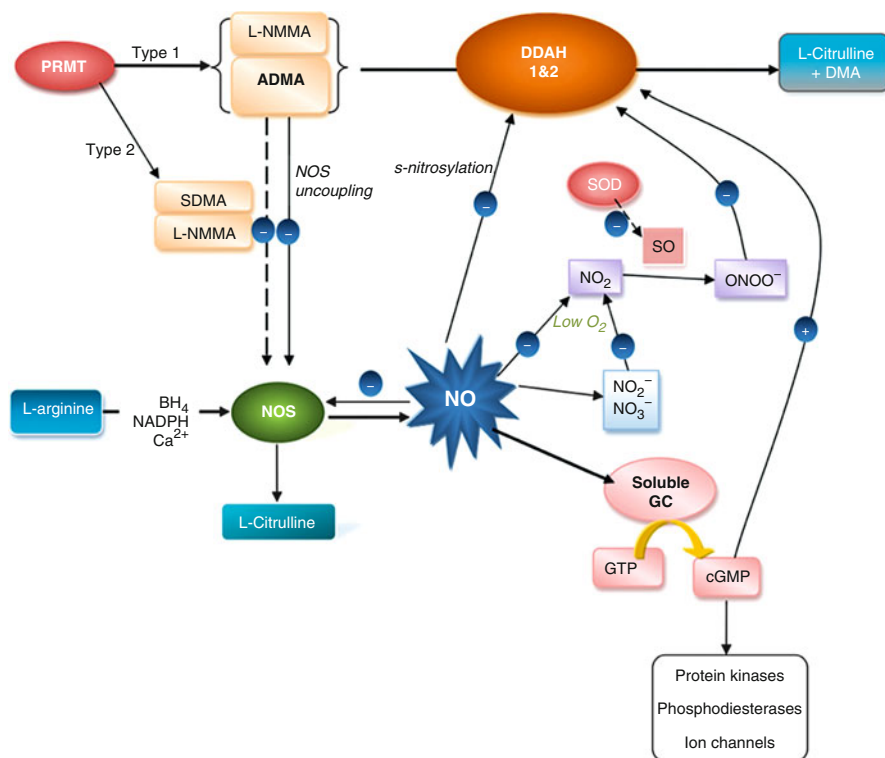 L-NMMA
ADMA
PRMT
Type 1
Type 2
DDAH
1&2
L-Citrulline
+ DMA
SDMA
L-NMMA
NOS
uncoupling
–
–
s-nitrosylation
–
SOD
–
SO
–
NO₂
ONOO⁻
Low O₂
–
–
+
NO₂⁻
NO₃⁻
L-arginine
BH₄
NADPH
Ca²⁺
NOS
–
NO
L-Citrulline
Soluble
GC
GTP
cGMP
Protein kinases
Phosphodiesterases
Ion channels